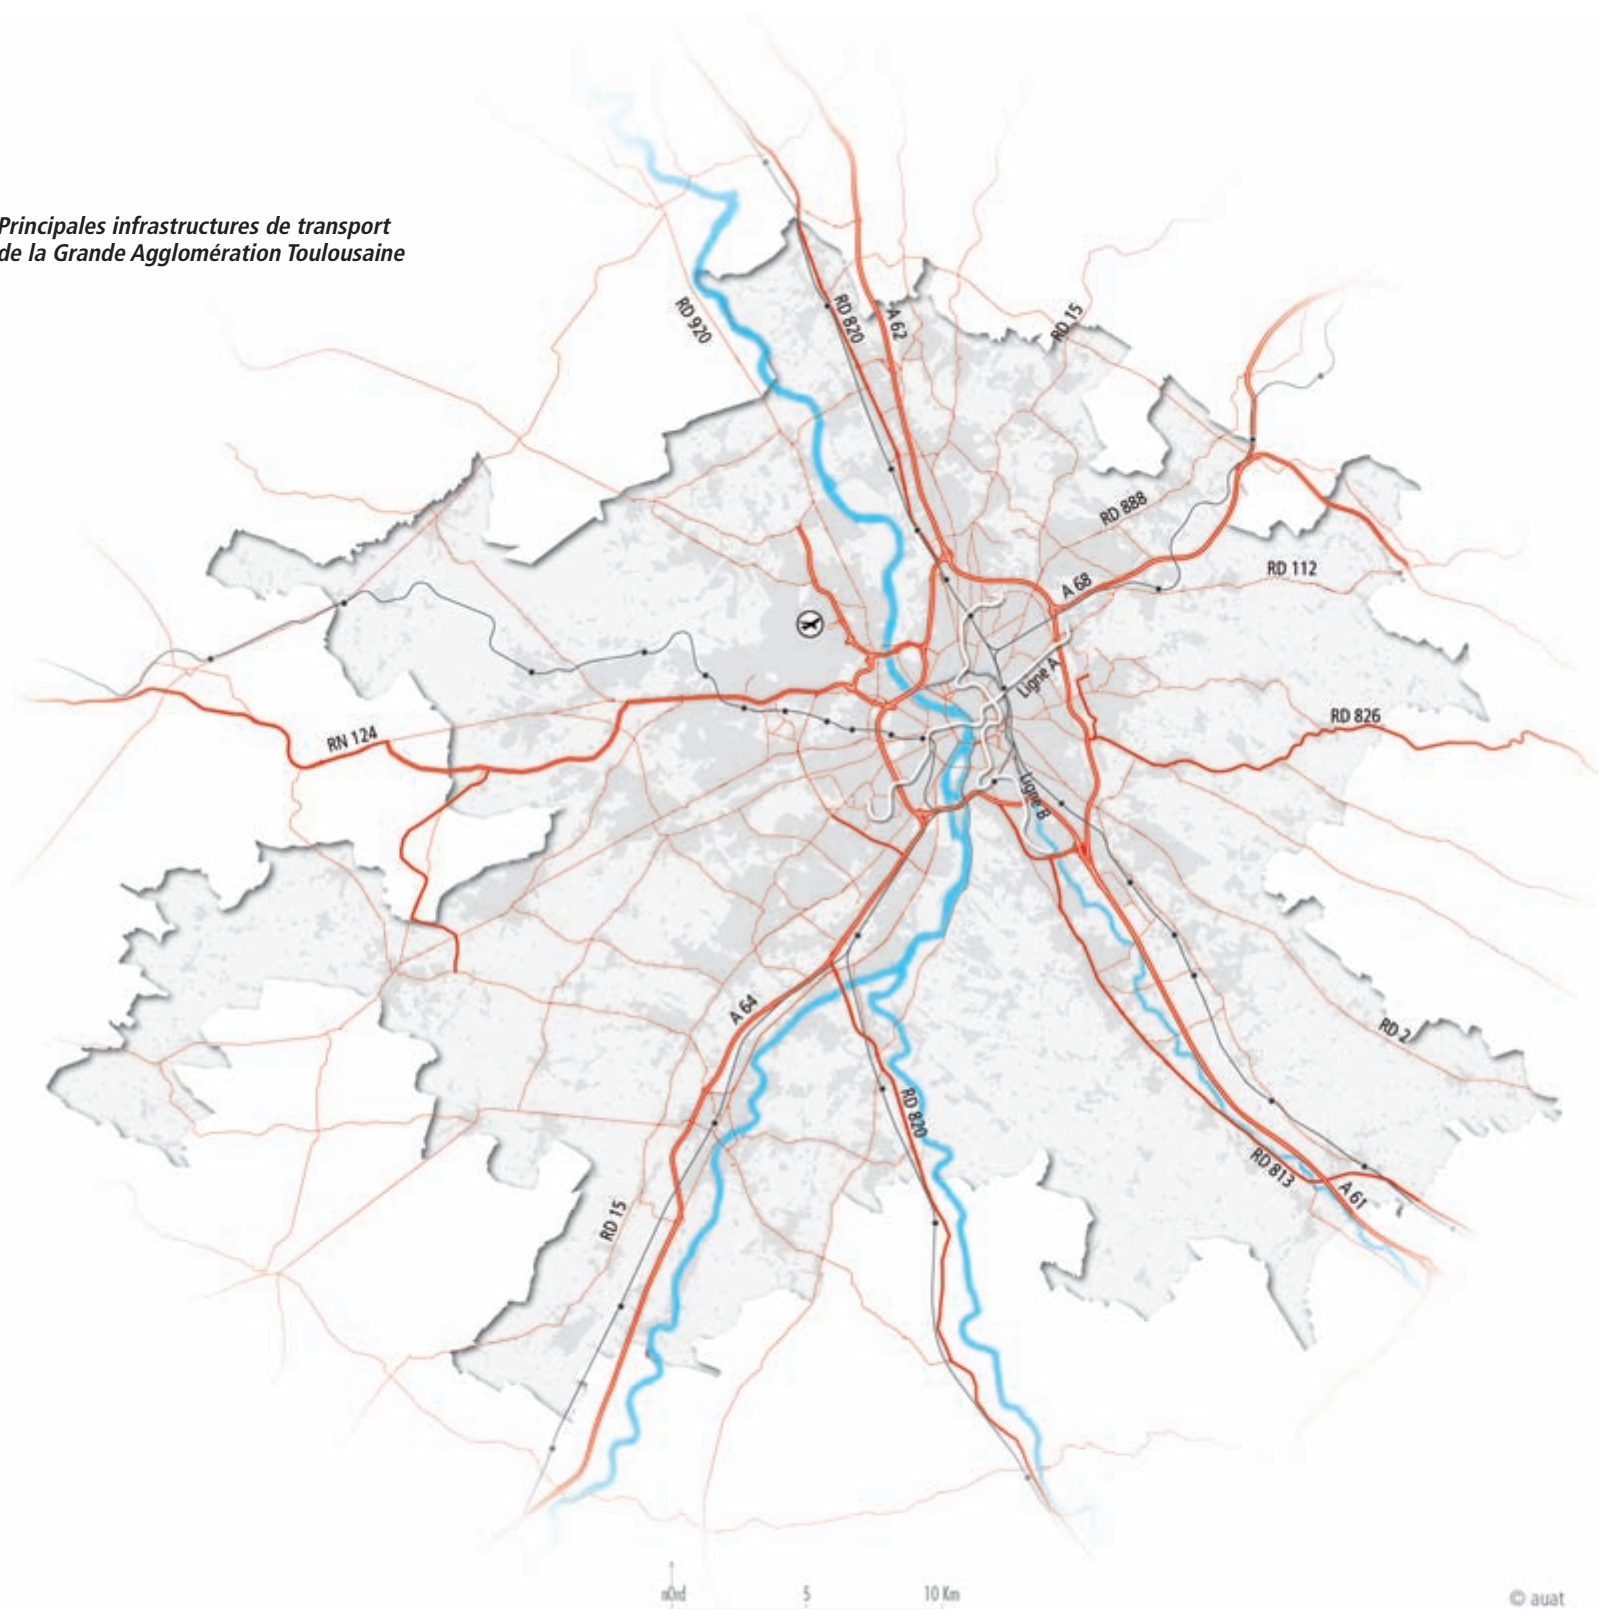 Principales infrastructures de transport
de la Grande Agglomération Toulousaine
RD 920
RD 820
A 62
RD 15
RD 888
A 68
RD 112
Ligne A
RD 826
RN 124
Ligne B
A 64
RD 2
RD 820
RD 813
A 61
RD 15
nOrd
5
10 Km
© auat